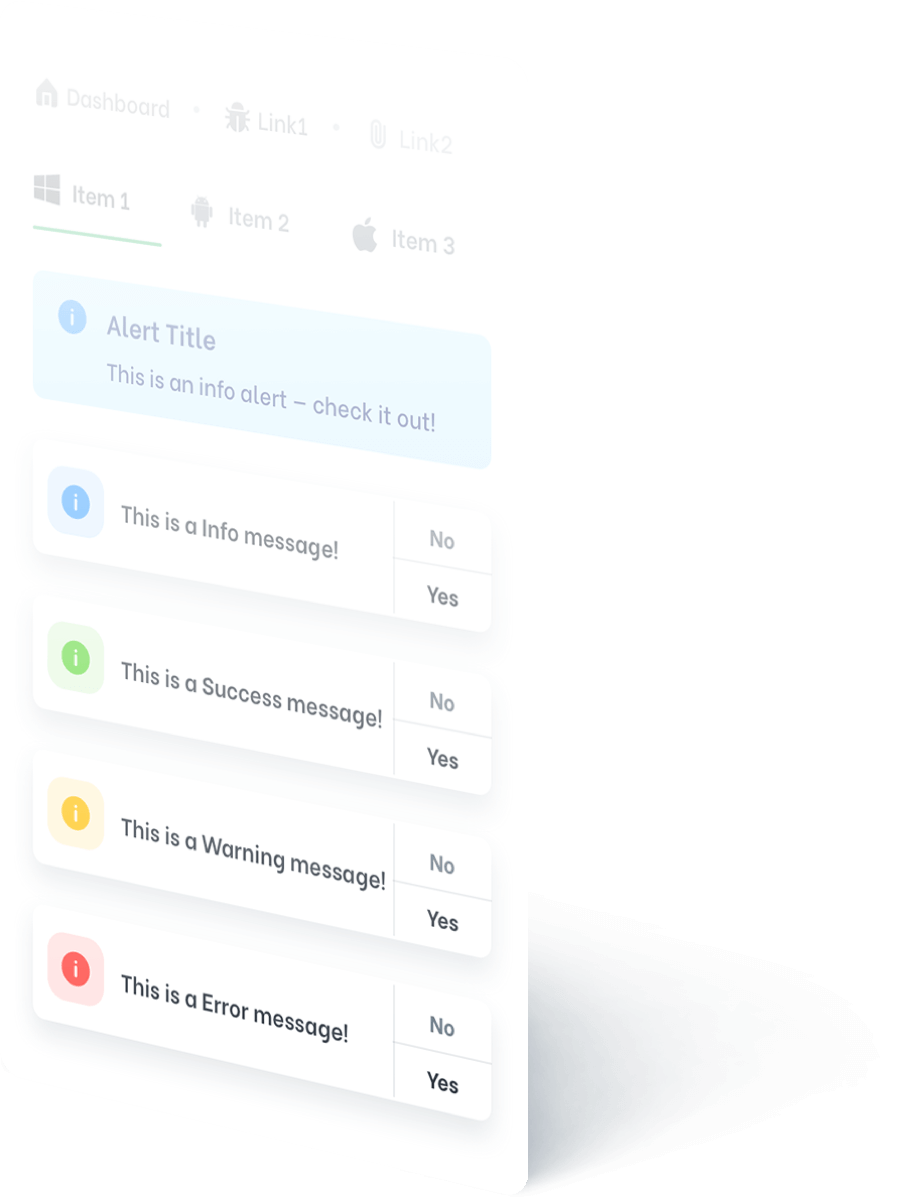 Dashboard • Link1 • Link2
Item 1 Item 2 Item 3
Alert Title
This is an info alert – check it out!
This is a Info message!
No
Yes
This is a Success message!
No
Yes
This is a Warning message!
No
Yes
This is a Error message!
No
Yes